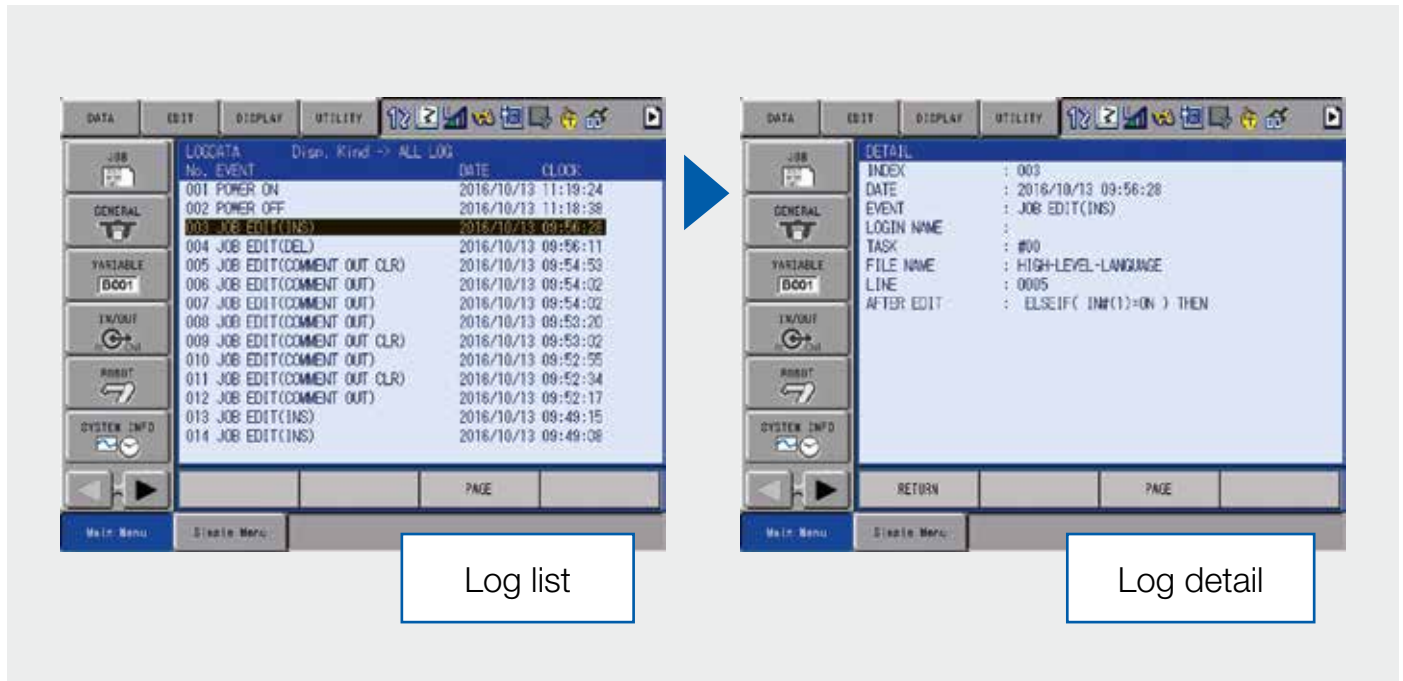 DATA EDIT DISPLAY UTILITY
JOB
GENERAL
VARIABLE
B001
IN/OUT
In Out
ROBOT
SYSTEM INFO
LOGDATA Disp. Kind -> ALL LOG
No. EVENT DATE CLOCK
001 POWER ON 2016/10/13 11:19:24
002 POWER OFF 2016/10/13 11:18:38
003 JOB EDIT(INS) 2016/10/13 09:56:28
004 JOB EDIT(DEL) 2016/10/13 09:56:11
005 JOB EDIT(COMMENT OUT CLR) 2016/10/13 09:54:53
006 JOB EDIT(COMMENT OUT) 2016/10/13 09:54:02
007 JOB EDIT(COMMENT OUT) 2016/10/13 09:54:02
008 JOB EDIT(COMMENT OUT) 2016/10/13 09:53:20
009 JOB EDIT(COMMENT OUT CLR) 2016/10/13 09:53:02
010 JOB EDIT(COMMENT OUT) 2016/10/13 09:52:55
011 JOB EDIT(COMMENT OUT CLR) 2016/10/13 09:52:34
012 JOB EDIT(COMMENT OUT) 2016/10/13 09:52:17
013 JOB EDIT(INS) 2016/10/13 09:49:15
014 JOB EDIT(INS) 2016/10/13 09:49:08
PAGE
Main Menu Simple Menu
Log list
DATA EDIT DISPLAY UTILITY
JOB
GENERAL
VARIABLE
B001
IN/OUT
In Out
ROBOT
SYSTEM INFO
DETAIL
INDEX : 003
DATE : 2016/10/13 09:56:28
EVENT : JOB EDIT(INS)
LOGIN NAME :
TASK : #00
FILE NAME : HIGH-LEVEL-LANGUAGE
LINE : 0005
AFTER EDIT : ELSEIF( IN#(1)=ON ) THEN
RETURN PAGE
Main Menu Simple Menu
Log detail